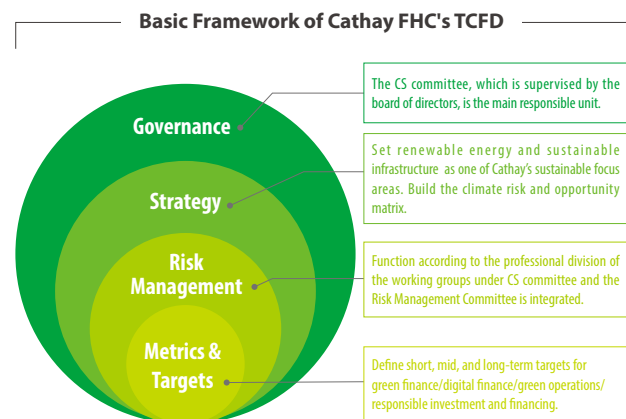 Basic Framework of Cathay FHC's TCFD
Governance
The CS committee, which is supervised by the
board of directors, is the main responsible unit.
Strategy
Set renewable energy and sustainable
infrastructure as one of Cathay's sustainable focus
areas. Build the climate risk and opportunity
matrix.
Risk
Management
Function according to the professional division of
the working groups under CS committee and the
Risk Management Committee is integrated.
Metrics &
Targets
Define short, mid, and long-term targets for
green finance/digital finance/green operations/
responsible investment and financing.